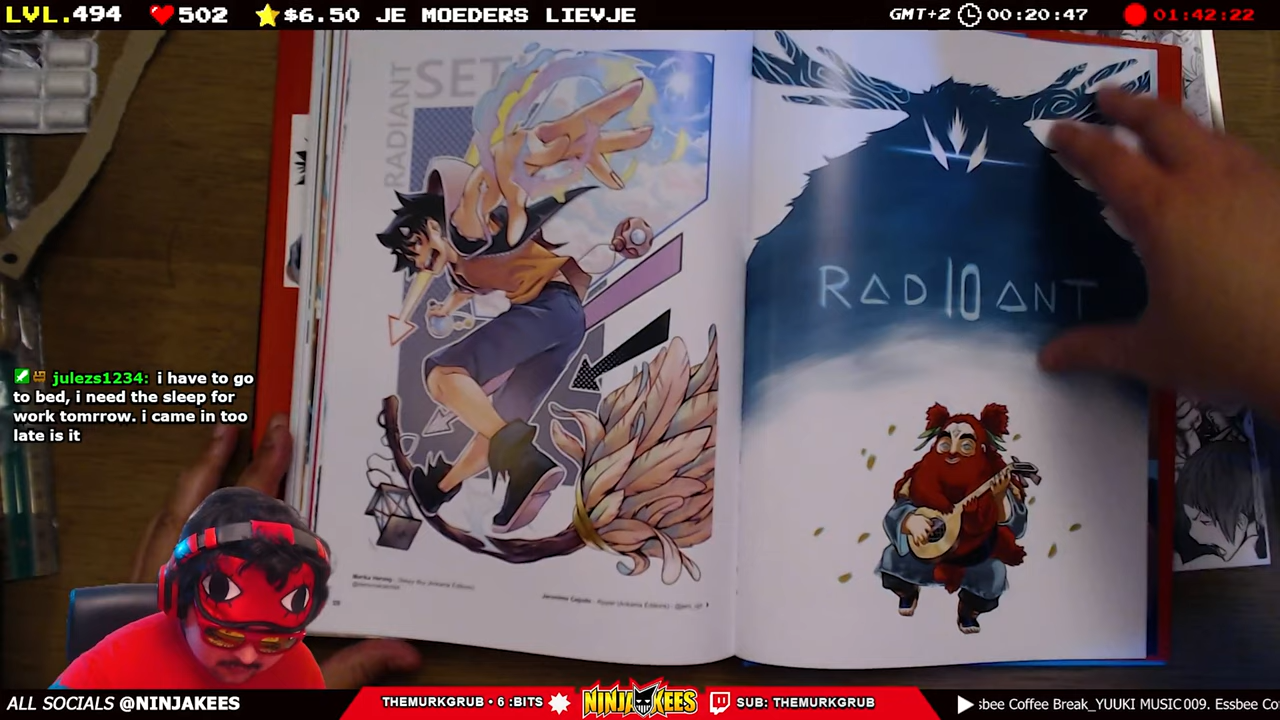 LVL.494
502
$6.50 JE MOEDERS LIEVJE
GMT+2 00:20:47
01:42:22
RADIANT
SET
RAD10ANT
julezs1234: i have to go
to bed, i need the sleep for
work tomrrow. i came in too
late is it
ALL SOCIALS @NINJAKEES
THEMURKGRUB • 6 :BITS
NINJAKEES
SUB: THEMURKGRUB
Essbee Coffee Break_YUUKI MUSIC 009. Essbee Co